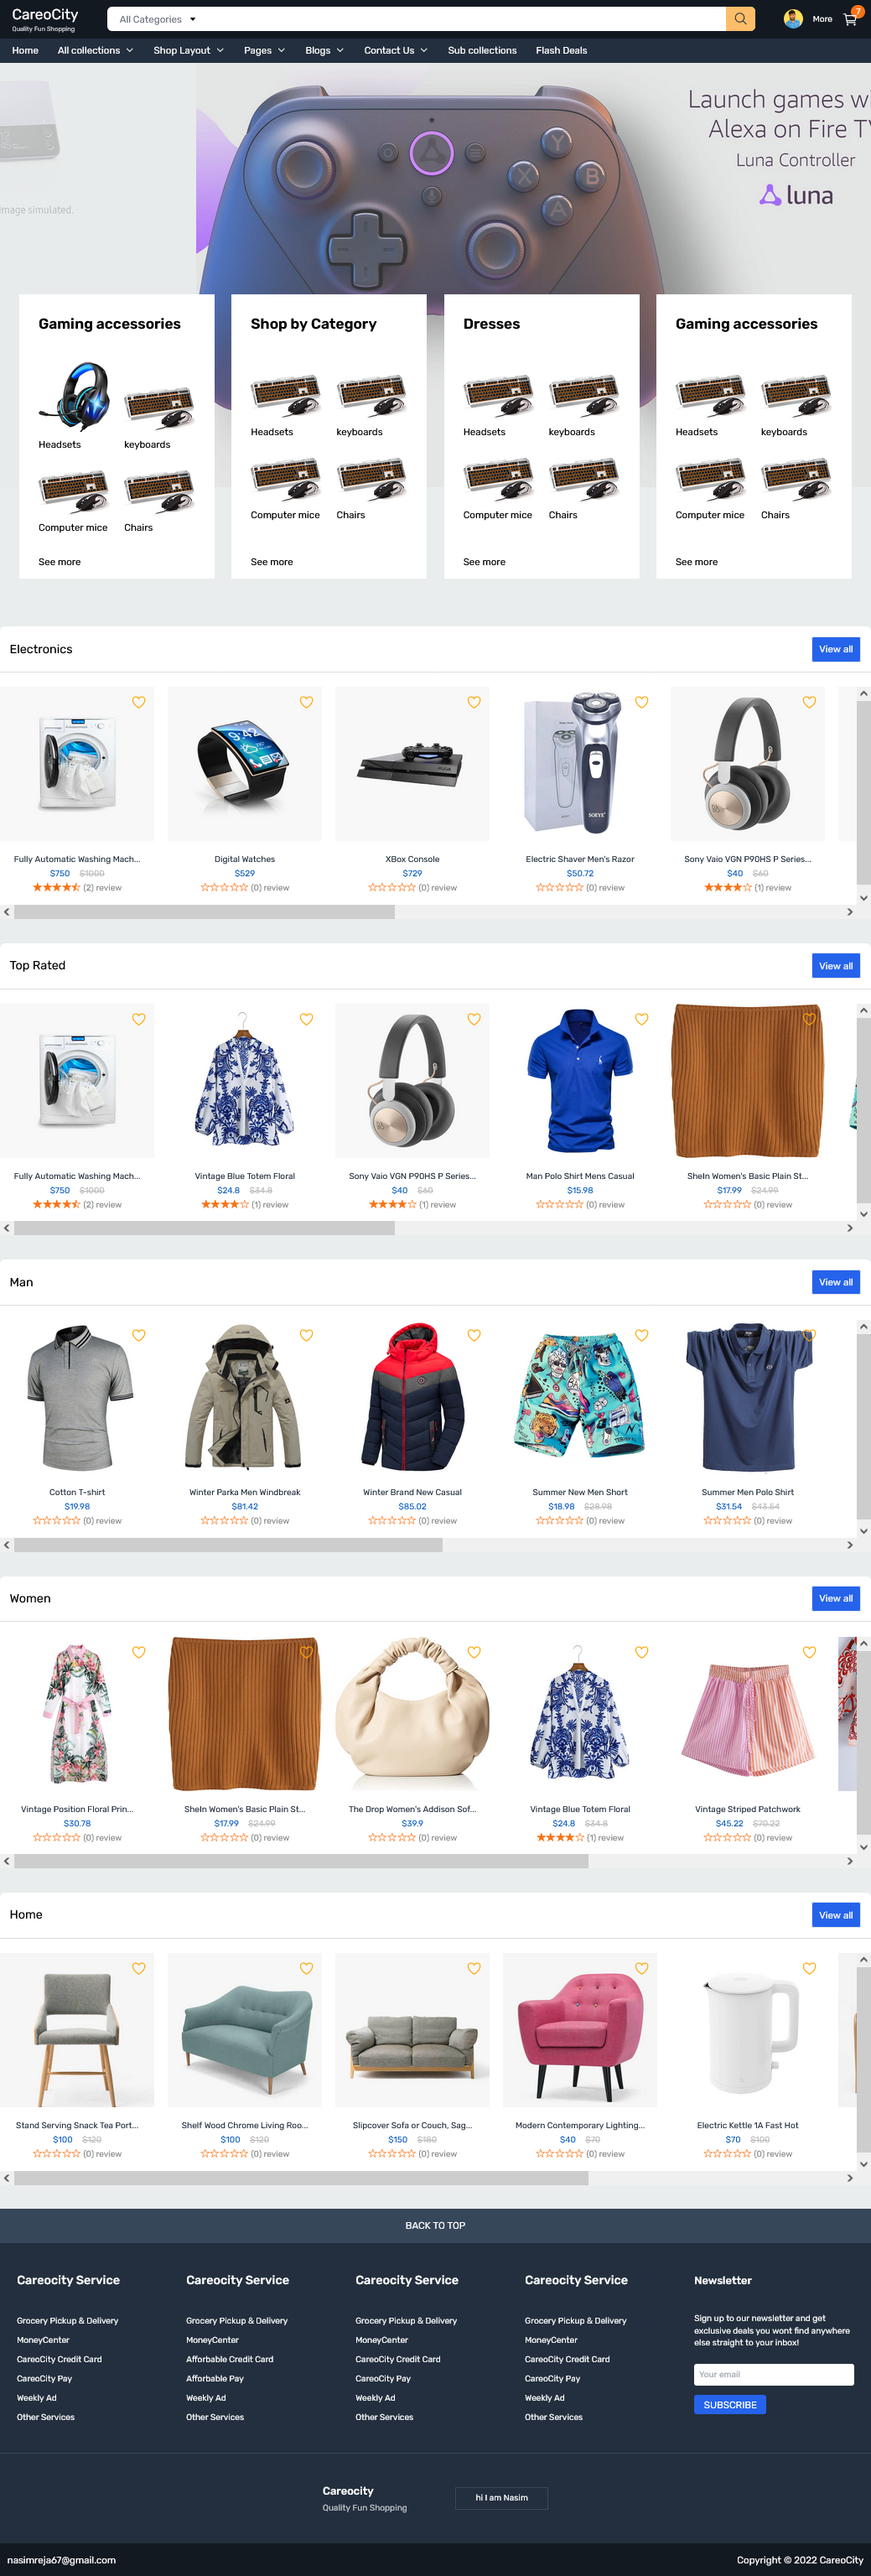 CareoCity
Quality Fun Shopping
All Categories
More
7
Home All collections Shop Layout Pages Blogs Contact Us Sub collections Flash Deals
Launch games wi
Alexa on Fire TV
Luna Controller
luna
image simulated.
Y
X
B
A
Gaming accessories
Headsets keyboards
Computer mice Chairs
See more
Shop by Category
Headsets keyboards
Computer mice Chairs
See more
Dresses
Headsets keyboards
Computer mice Chairs
See more
Gaming accessories
Headsets keyboards
Computer mice Chairs
See more
Electronics View all
9:42
SOKYE
Fully Automatic Washing Mach... Digital Watches XBox Console Electric Shaver Men's Razor Sony Vaio VGN P90HS P Series...
$750 $1000 $529 $729 $50.72 $40 $60
(2) review (0) review (0) review (0) review (1) review
Top Rated View all
Fully Automatic Washing Mach... Vintage Blue Totem Floral Sony Vaio VGN P90HS P Series... Man Polo Shirt Mens Casual SheIn Women's Basic Plain St...
$750 $1000 $24.8 $34.8 $40 $60 $15.98 $17.99 $24.99
(2) review (1) review (1) review (0) review (0) review
Man View all
Cotton T-shirt Winter Parka Men Windbreak Winter Brand New Casual Summer New Men Short Summer Men Polo Shirt
$19.98 $81.42 $85.02 $18.98 $28.98 $31.54 $43.54
(0) review (0) review (0) review (0) review (0) review
Women View all
Vintage Position Floral Prin... SheIn Women's Basic Plain St... The Drop Women's Addison Sof... Vintage Blue Totem Floral Vintage Striped Patchwork
$30.78 $17.99 $24.99 $39.9 $24.8 $34.8 $45.22 $70.22
(0) review (0) review (0) review (1) review (0) review
Home View all
Stand Serving Snack Tea Port... Shelf Wood Chrome Living Roo... Slipcover Sofa or Couch, Sag... Modern Contemporary Lighting... Electric Kettle 1A Fast Hot
$100 $120 $100 $120 $150 $180 $40 $70 $70 $100
(0) review (0) review (0) review (0) review (0) review
BACK TO TOP
Careocity Service
Grocery Pickup & Delivery
MoneyCenter
CareoCity Credit Card
CareoCity Pay
Weekly Ad
Other Services
Careocity Service
Grocery Pickup & Delivery
MoneyCenter
Afforbable Credit Card
Afforbable Pay
Weekly Ad
Other Services
Careocity Service
Grocery Pickup & Delivery
MoneyCenter
CareoCity Credit Card
CareoCity Pay
Weekly Ad
Other Services
Careocity Service
Grocery Pickup & Delivery
MoneyCenter
CareoCity Credit Card
CareoCity Pay
Weekly Ad
Other Services
Newsletter
Sign up to our newsletter and get
exclusive deals you wont find anywhere
else straight to your inbox!
Your email
SUBSCRIBE
Careocity
Quality Fun Shopping
hi I am Nasim
nasimreja67@gmail.com Copyright © 2022 CareoCity